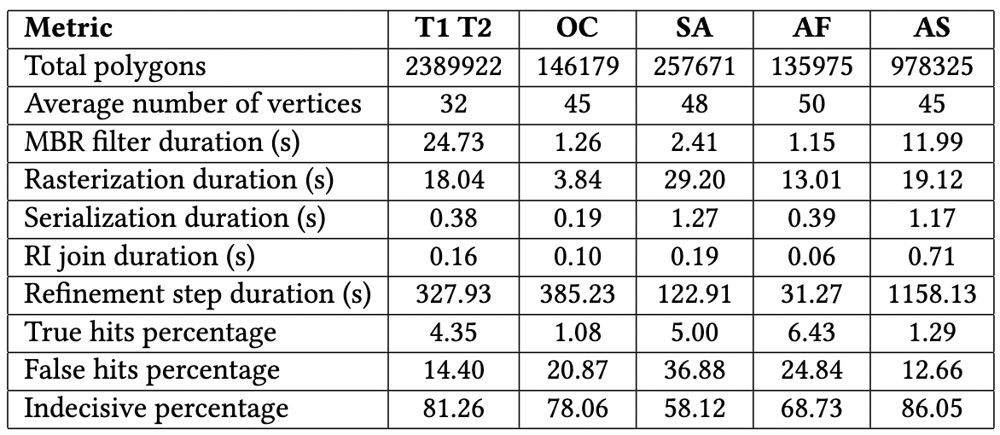 Metric T1 T2 OC SA AF AS
Total polygons 2389922 146179 257671 135975 978325
Average number of vertices 32 45 48 50 45
MBR filter duration (s) 24.73 1.26 2.41 1.15 11.99
Rasterization duration (s) 18.04 3.84 29.20 13.01 19.12
Serialization duration (s) 0.38 0.19 1.27 0.39 1.17
RI join duration (s) 0.16 0.10 0.19 0.06 0.71
Refinement step duration (s) 327.93 385.23 122.91 31.27 1158.13
True hits percentage 4.35 1.08 5.00 6.43 1.29
False hits percentage 14.40 20.87 36.88 24.84 12.66
Indecisive percentage 81.26 78.06 58.12 68.73 86.05